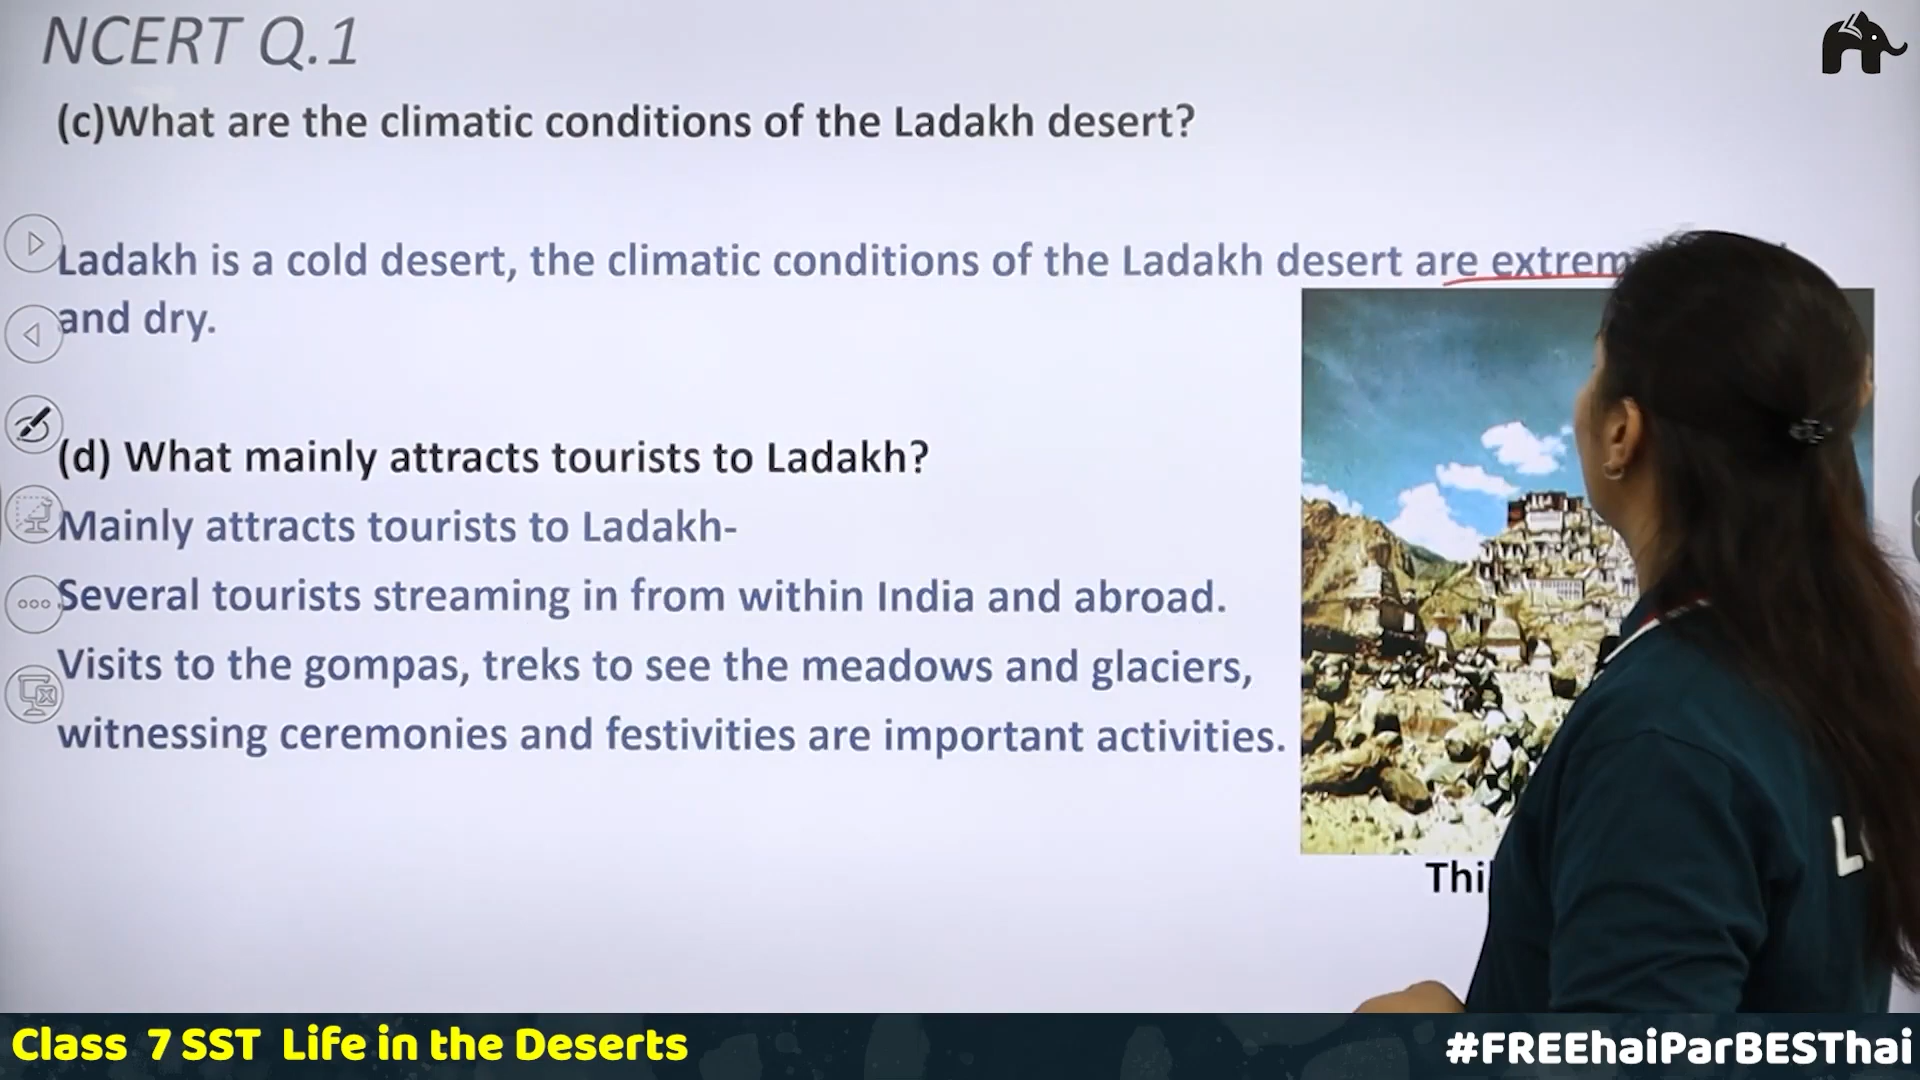 NCERT Q.1
(c)What are the climatic conditions of the Ladakh desert?
Ladakh is a cold desert, the climatic conditions of the Ladakh desert are
and dry.
(d) What mainly attracts tourists to Ladakh?
Mainly attracts tourists to Ladakh-
Several tourists streaming in from within India and abroad.
Visits to the gompas, treks to see the meadows and glaciers,
witnessing ceremonies and festivities are important activities.
Class 7 SST Life in the Deserts
#FREEhaiParBESThai